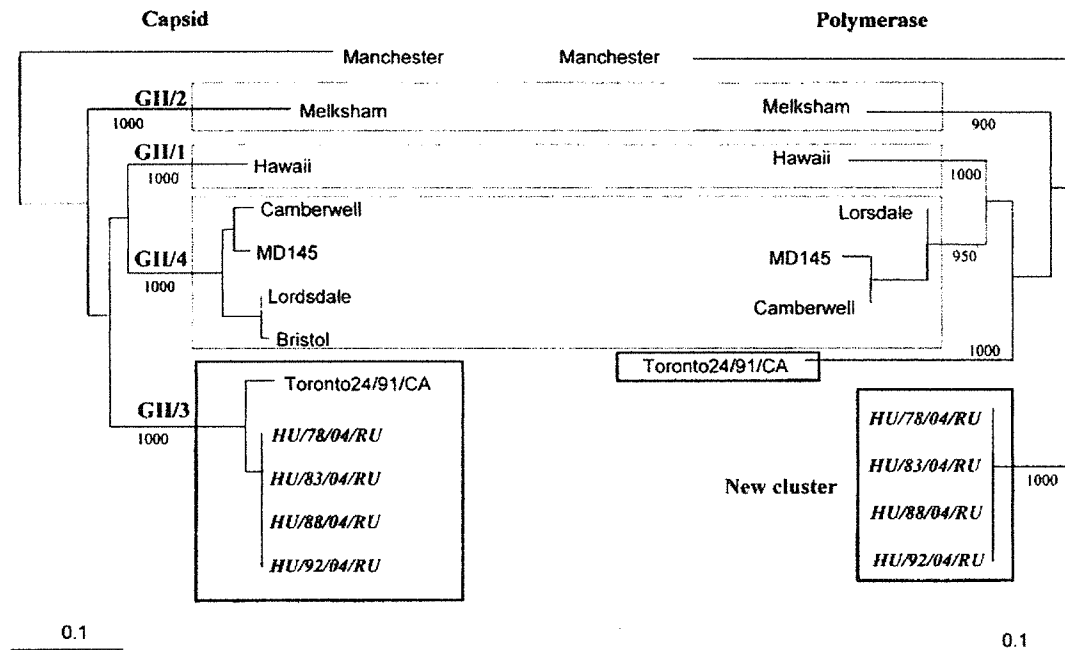 Capsid
Polymerase
Manchester
Manchester
GII/2
1000
Melksham
Melksham
900
GII/1
1000
Hawaii
Hawaii
1000
Camberwell
Lorsdale
GII/4
1000
MD145
MD145
950
Lordsdale
Camberwell
Bristol
Toronto24/91/CA
1000
Toronto24/91/CA
GII/3
1000
HU/78/04/RU
HU/78/04/RU
HU/83/04/RU
HU/83/04/RU
New cluster
1000
HU/88/04/RU
HU/88/04/RU
HU/92/04/RU
HU/92/04/RU
0.1
0.1